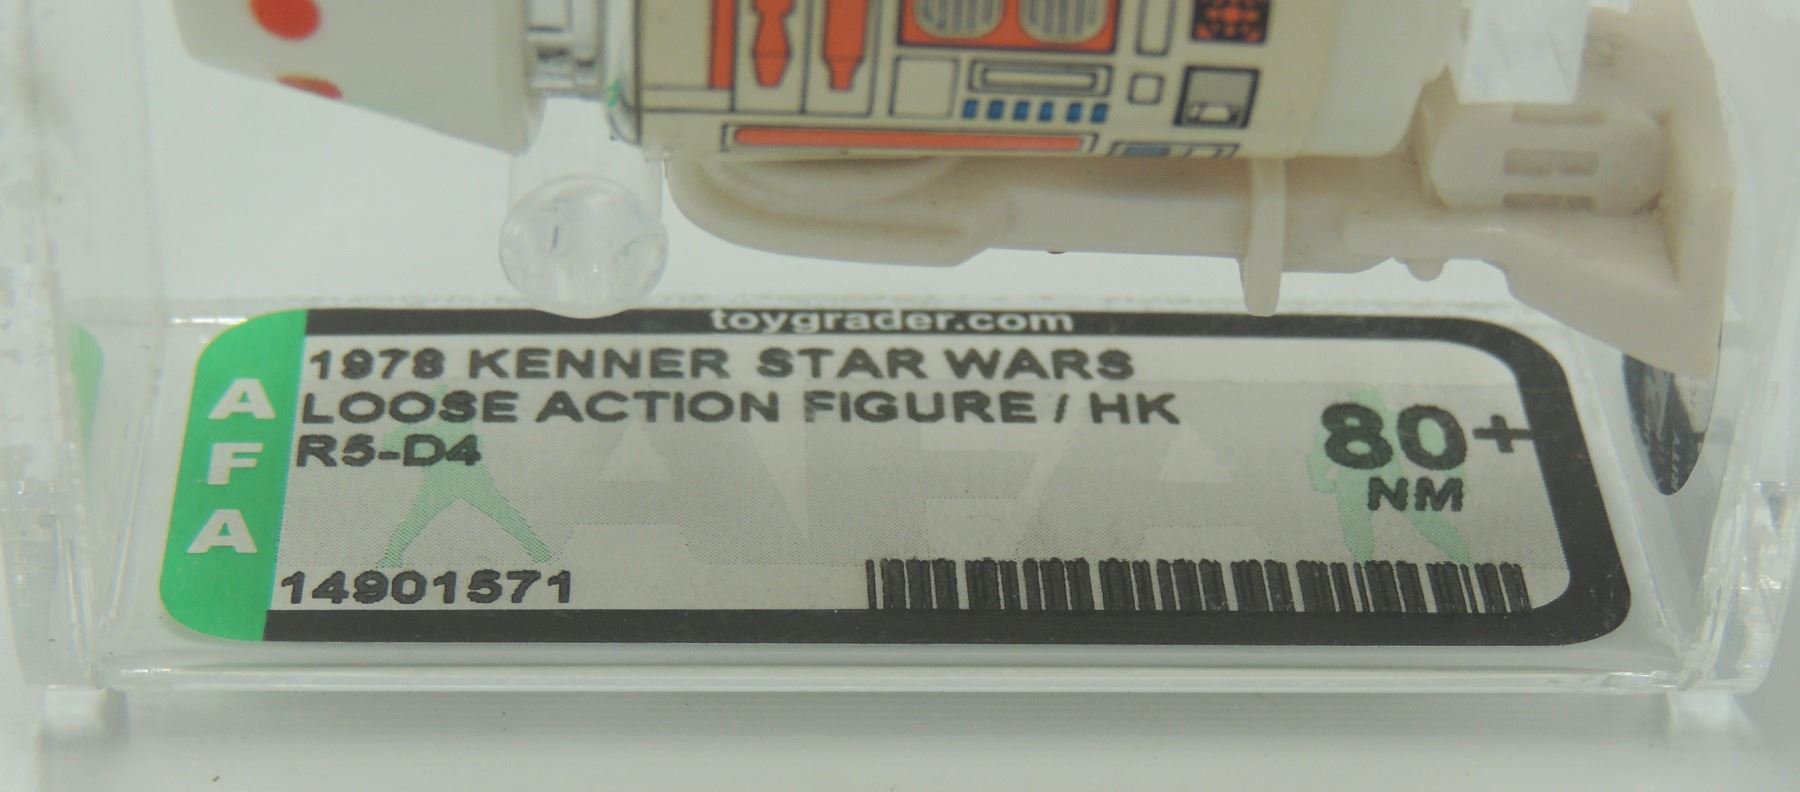 toygrader.com
1978 KENNER STAR WARS
LOOSE ACTION FIGURE / HK
R5-D4
80+
NM
AFA
14901571